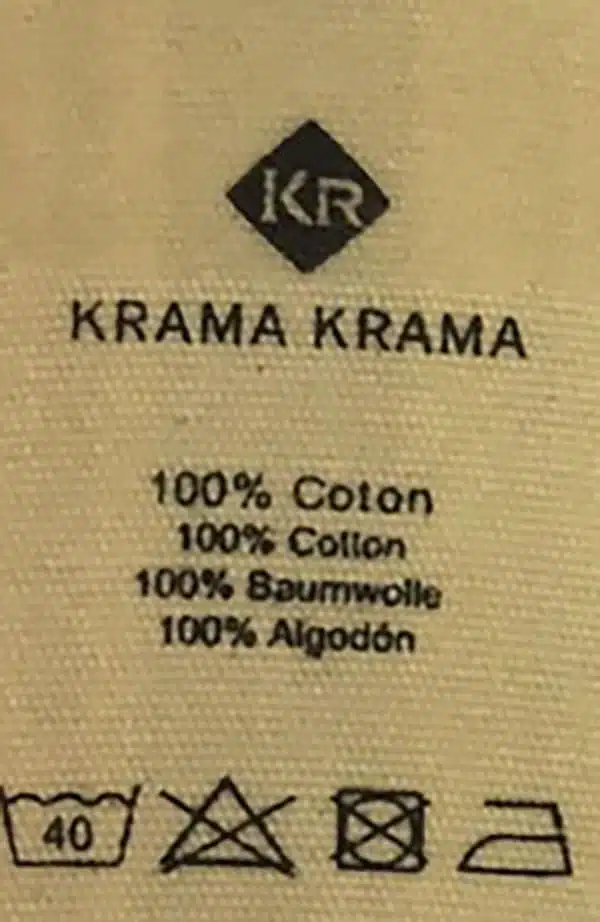 KR
KRAMA KRAMA
100% Coton
100% Cotton
100% Baumwolle
100% Algodón
40